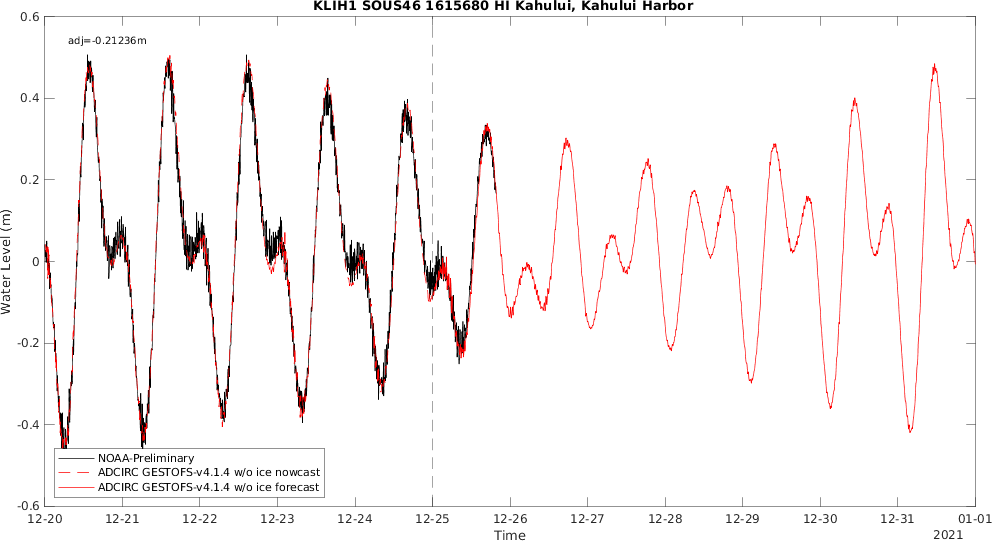 KLIH1 SOUS46 1615680 HI Kahului, Kahului Harbor
adj=-0.21236m
0.6
0.4
0.2
0
-0.2
-0.4
-0.6
Water Level (m)
NOAA-Preliminary
ADCIRC GESTOFS-v4.1.4 w/o ice nowcast
ADCIRC GESTOFS-v4.1.4 w/o ice forecast
12-20 12-21 12-22 12-23 12-24 12-25 12-26 12-27 12-28 12-29 12-30 12-31 01-01
Time
2021